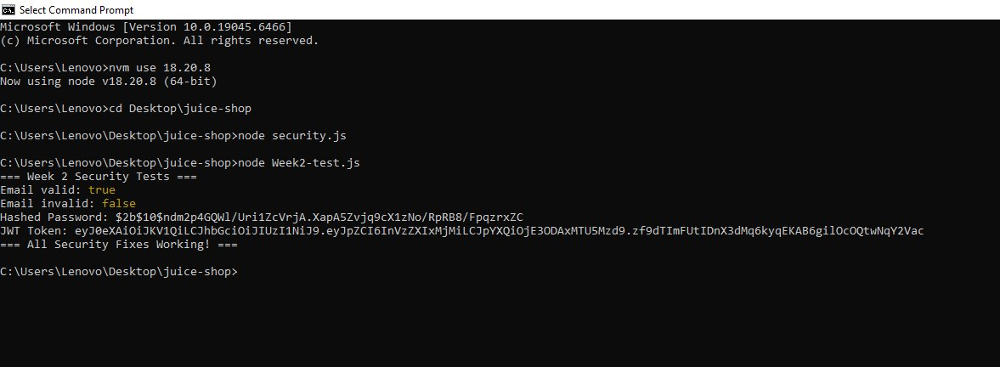 Select Command Prompt
Microsoft Windows [Version 10.0.19045.6466]
(c) Microsoft Corporation. All rights reserved.
C:\Users\Lenovo>nvm use 18.20.8
Now using node v18.20.8 (64-bit)
C:\Users\Lenovo>cd Desktop\juice-shop
C:\Users\Lenovo\Desktop\juice-shop>node security.js
C:\Users\Lenovo\Desktop\juice-shop>node Week2-test.js
=== Week 2 Security Tests ===
Email valid: true
Email invalid: false
Hashed Password: $2b$10$ndm2p4GQWl/Uri1ZcVrjA.XapA5Zvjq9cX1zNo/RpRB8/FpqzrxZC
JWT Token: eyJ0eXAiOiJKV1QiLCJhbGciOiJIUzI1NiJ9.eyJpZCI6InVzZXIxMjMiLCJpYXQiOjE3ODAxMTU5Mzd9.zf9dTImFUtIDnX3dMq6kyqEKAB6gilOcOQtwNqY2Vac
=== All Security Fixes Working! ===
C:\Users\Lenovo\Desktop\juice-shop>